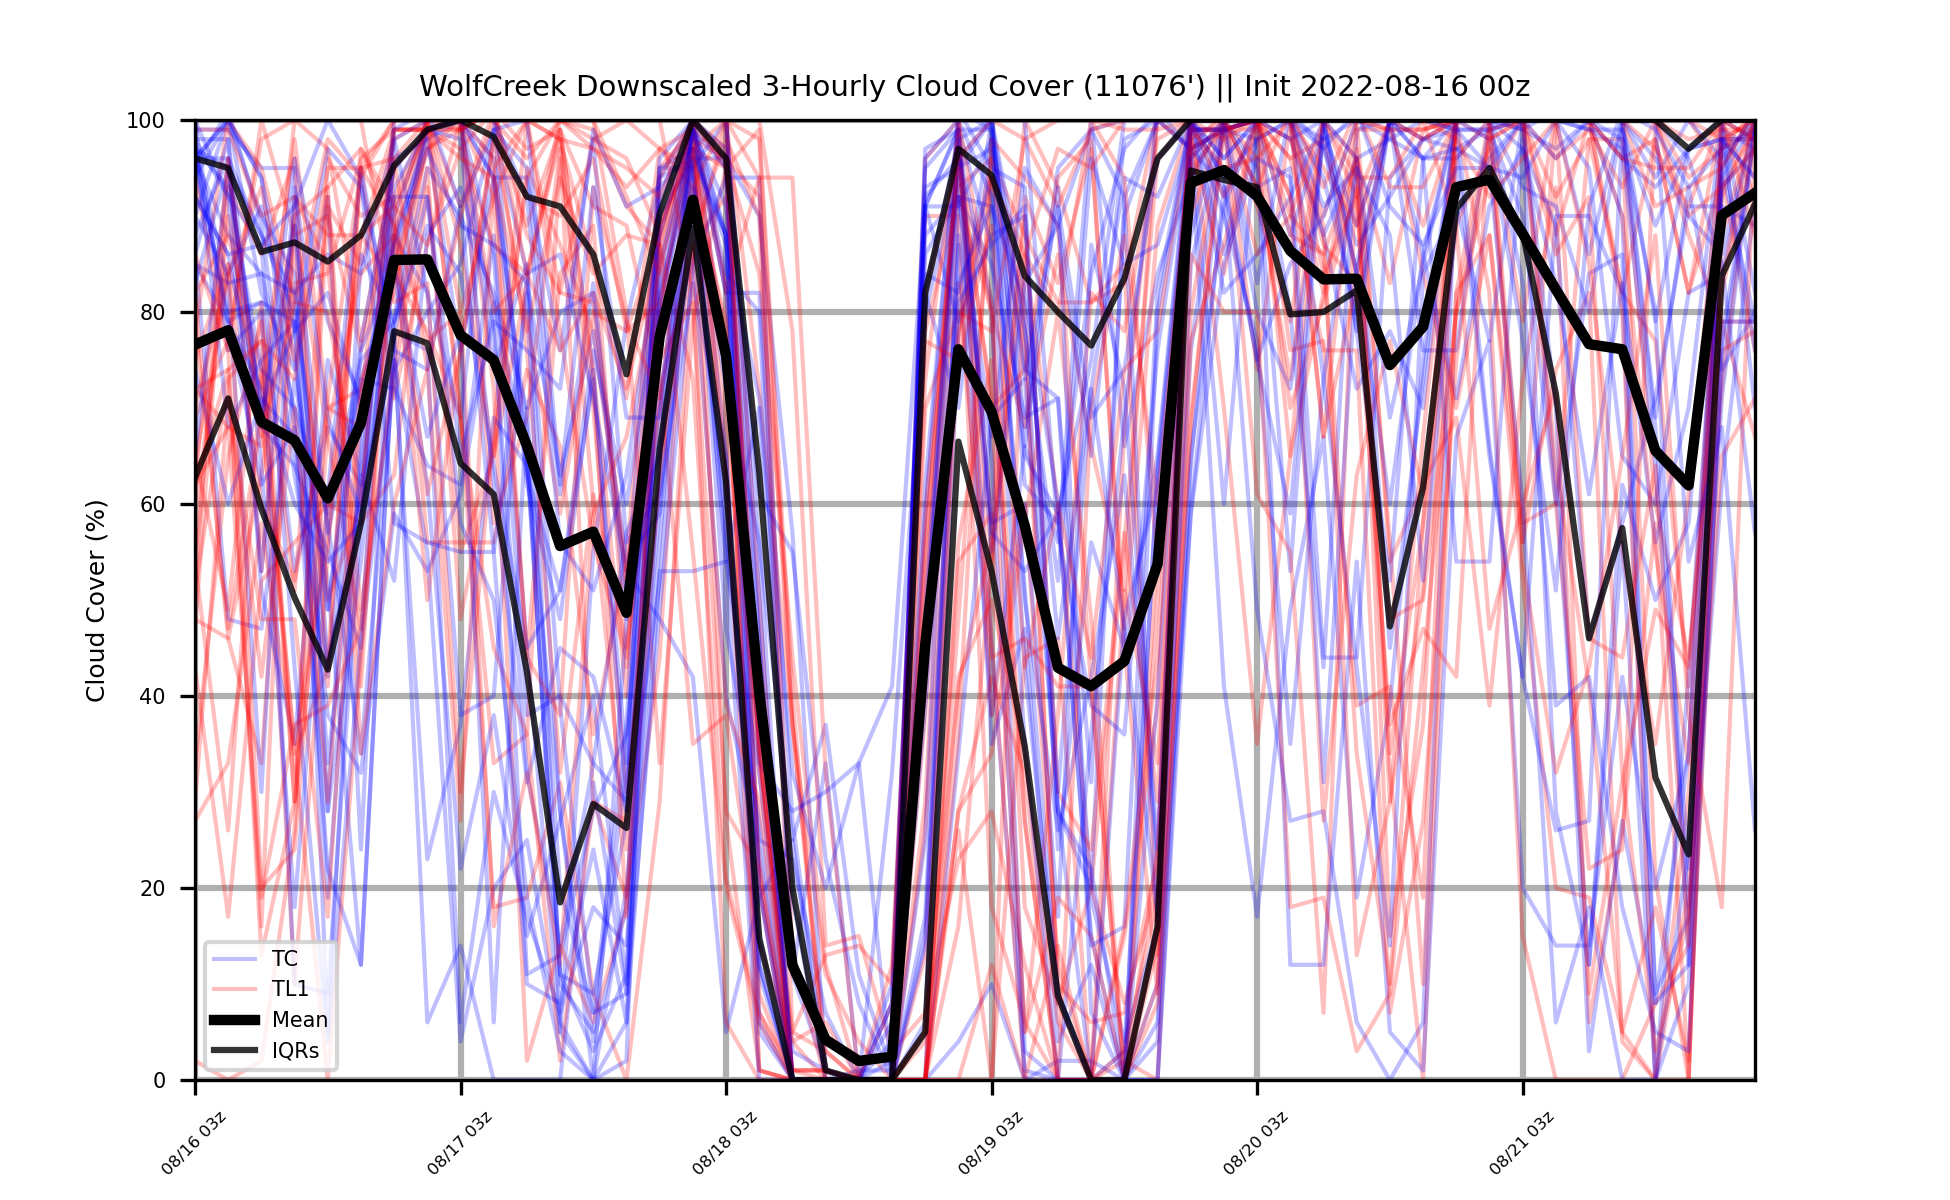 WolfCreek Downscaled 3-Hourly Cloud Cover (11076') || Init 2022-08-16 00z
Cloud Cover (%)
100
80
60
40
20
0
TC
TL1
Mean
IQRs
08/16 03z
08/17 03z
08/18 03z
08/19 03z
08/20 03z
08/21 03z